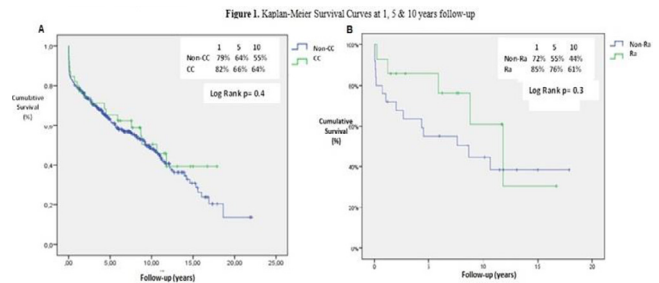 Figure 1. Kaplan-Meier Survival Curves at 1, 5 & 10 years follow-up
A
1 5 10
Non-CC 79% 64% 55%
CC 82% 66% 64%
Log Rank p= 0.4
Non-CC
CC
Cumulative
Survival
(%)
1,0
0,8
0,6
0,4
0,2
0,0
,00 5,00 10,00 15,00 20,00 25,00
Follow-up (years)
B
1 5 10
Non-Ra 72% 55% 44%
Ra 85% 76% 61%
Log Rank p= 0.3
Non-Ra
Ra
Cumulative
Survival
(%)
100%
80%
60%
40%
20%
0%
0 5 10 15 20
Follow-up (years)